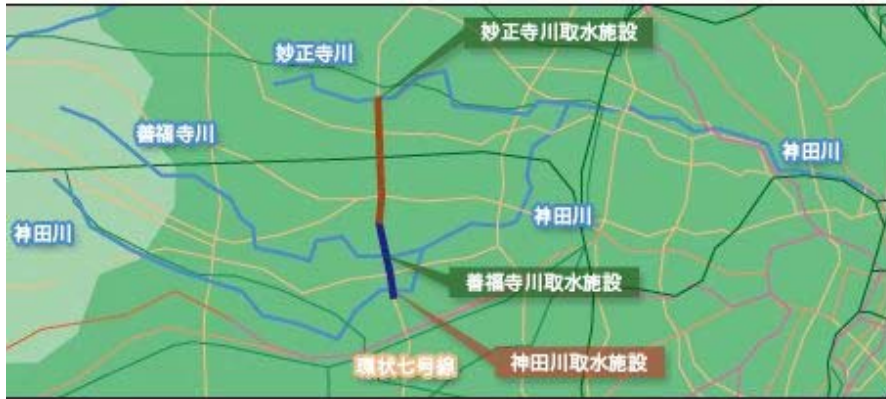 妙正寺川取水施設
妙正寺川
善福寺川
神田川
神田川
神田川
善福寺川取水施設
神田川取水施設
環状七号線